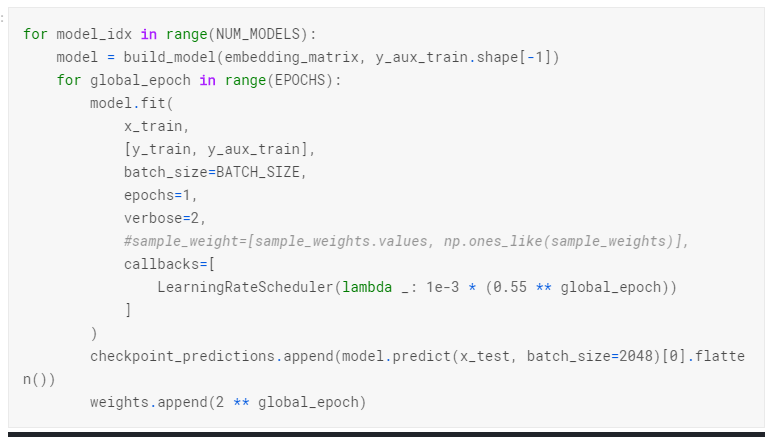 :
for model_idx in range(NUM_MODELS):
    model = build_model(embedding_matrix, y_aux_train.shape[-1])
    for global_epoch in range(EPOCHS):
        model.fit(
            x_train,
            [y_train, y_aux_train],
            batch_size=BATCH_SIZE,
            epochs=1,
            verbose=2,
            #sample_weight=[sample_weights.values, np.ones_like(sample_weights)],
            callbacks=[
                LearningRateScheduler(lambda _: 1e-3 * (0.55 ** global_epoch))
            ]
        )
        checkpoint_predictions.append(model.predict(x_test, batch_size=2048)[0].flatte
n())
        weights.append(2 ** global_epoch)